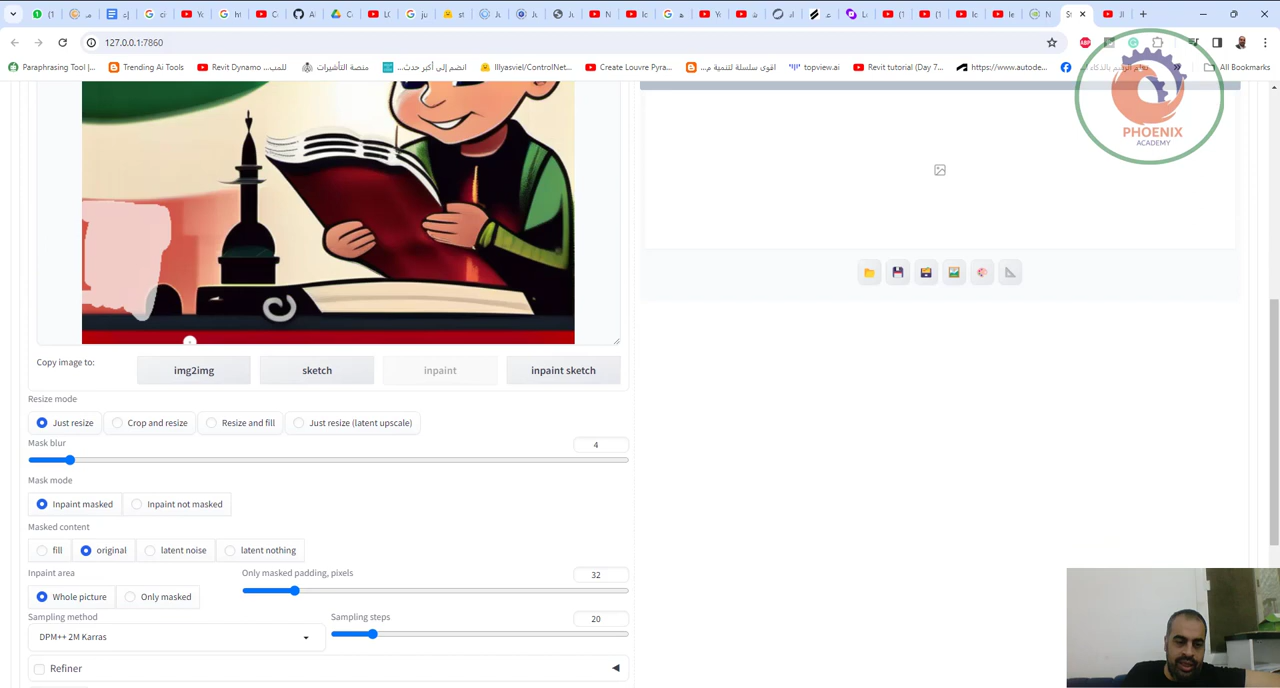 127.0.0.1:7860
Paraphrasing Tool |...
Trending Ai Tools
Revit Dynamo للمب...
منصة التأشيرات
انضم إلى أكبر حدث...
Illyasviel/ControlNet...
Create Louvre Pyra...
اقوى سلسلة لتنمية م...
topview.ai
Revit tutorial (Day 7...
https://www.autode...
All Bookmarks
PHOENIX
ACADEMY
Copy image to:
img2img
sketch
inpaint
inpaint sketch
Resize mode
Just resize
Crop and resize
Resize and fill
Just resize (latent upscale)
Mask blur
4
Mask mode
Inpaint masked
Inpaint not masked
Masked content
fill
original
latent noise
latent nothing
Inpaint area
Only masked padding, pixels
32
Whole picture
Only masked
Sampling method
Sampling steps
20
DPM++ 2M Karras
Refiner